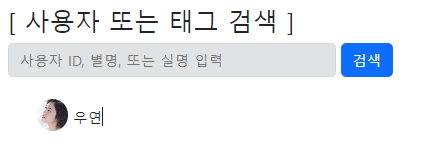 [ 사용자 또는 태그 검색 ]
사용자 ID, 별명, 또는 실명 입력 검색
우연